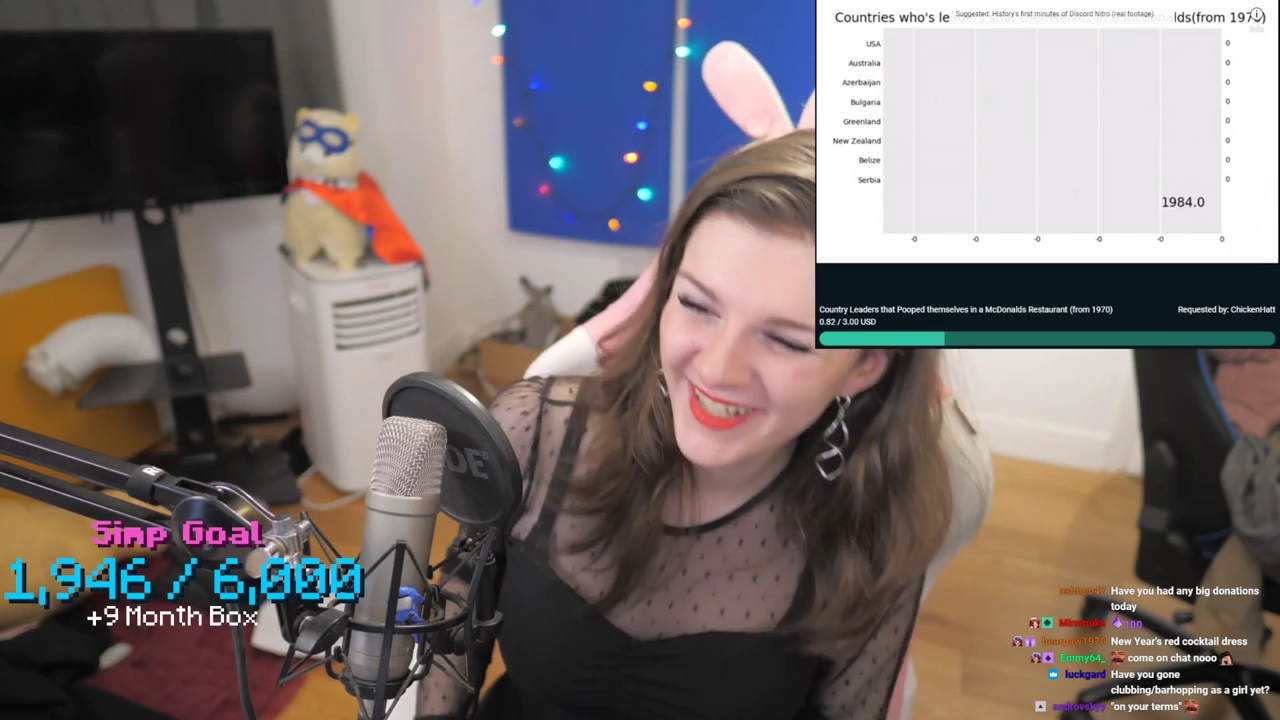 Countries who's le
Suggested: History's first minutes of Discord Nitro (real footage)
lds(from 1970)
USA 0
Australia 0
Azerbaijan 0
Bulgaria 0
Greenland 0
New Zealand 0
Belize 0
Serbia 0
1984.0
-0 -0 -0 -0 -0 0
Country Leaders that Pooped themselves in a McDonalds Restaurant (from 1970) Requested by: ChickenHatt
0.82 / 3.00 USD
DE
Simp Goal
1,946 / 6,000
+9 Month Box
Have you had any big donations
today
100
bearpaw1970 New Year's red cocktail dress
Emmy64_ come on chat nooo
luckgard Have you gone
clubbing/barhopping as a girl yet?
"on your terms"